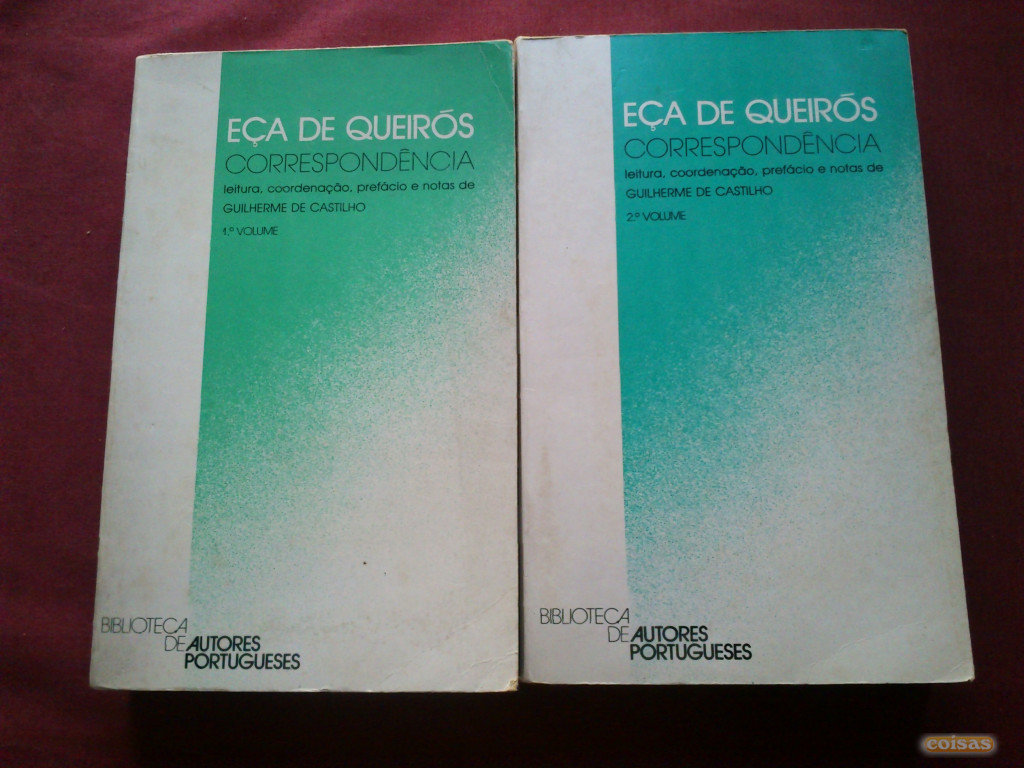 EÇA DE QUEIRÓS
CORRESPONDÊNCIA
leitura, coordenação, prefácio e notas de
GUILHERME DE CASTILHO
1.º VOLUME
BIBLIOTECA
DE AUTORES
PORTUGUESES
EÇA DE QUEIRÓS
CORRESPONDÊNCIA
leitura, coordenação, prefácio e notas de
GUILHERME DE CASTILHO
2.º VOLUME
BIBLIOTECA
DE AUTORES
PORTUGUESES
coisas